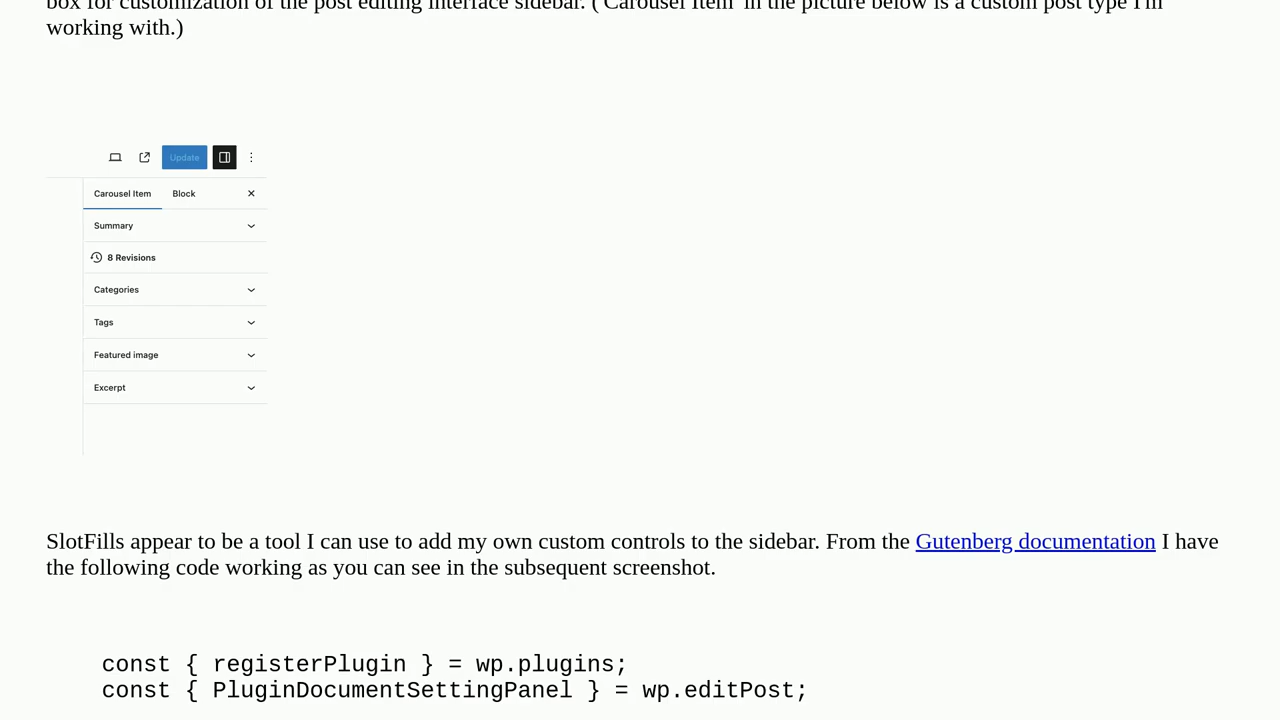 box for customization of the post editing interface sidebar. ('Carousel Item' in the picture below is a custom post type I'm
working with.)
Update
Carousel Item Block
Summary
8 Revisions
Categories
Tags
Featured image
Excerpt
SlotFills appear to be a tool I can use to add my own custom controls to the sidebar. From the Gutenberg documentation I have
the following code working as you can see in the subsequent screenshot.
const { registerPlugin } = wp.plugins;
const { PluginDocumentSettingPanel } = wp.editPost;